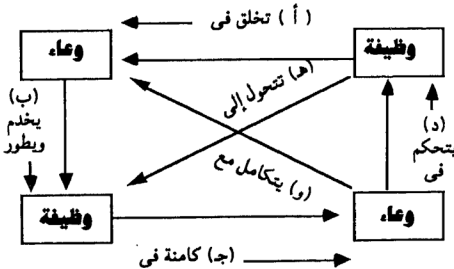 ( أ ) تخلق فى
وعاء
وظيفة
(هـ) تتحول إلى
(ب)
يخدم
ويطور
(د)
يتحكم
فى
(و) يتكامل مع
وظيفة
وعاء
(جـ) كامنة فى